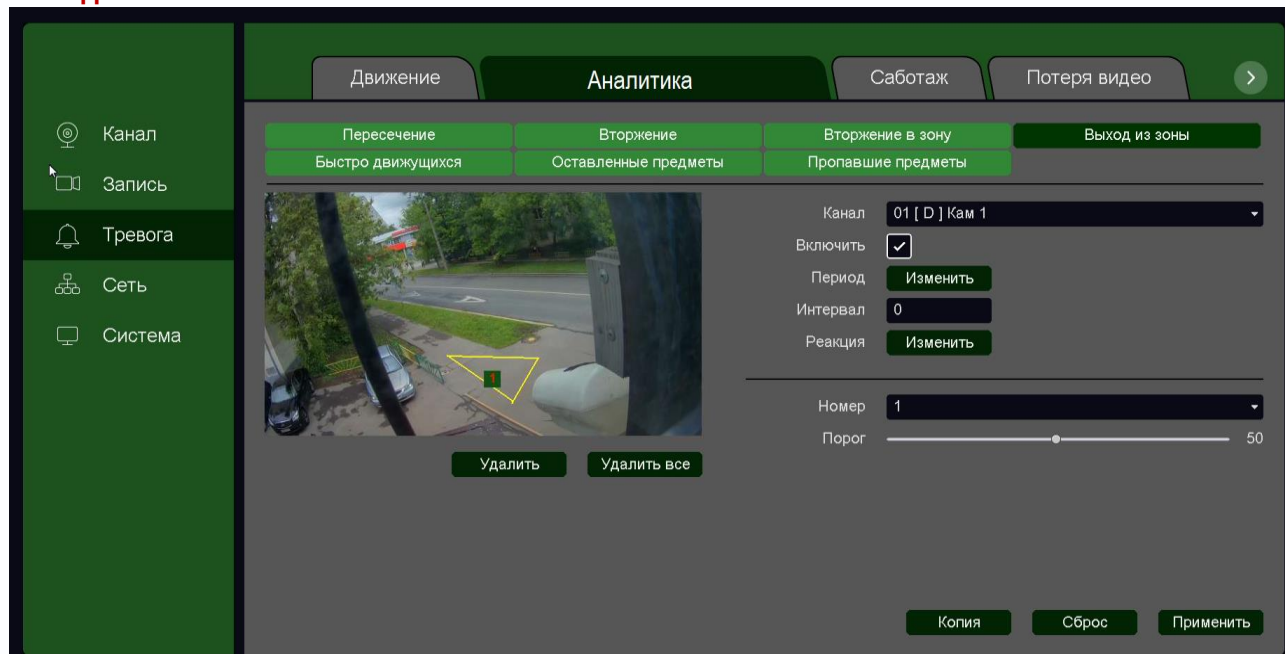 Движение Аналитика Саботаж Потеря видео
Канал
Запись
Тревога
Сеть
Система
Пересечение Вторжение Вторжение в зону Выход из зоны
Быстро движущихся Оставленные предметы Пропавшие предметы
Канал 01 [ D ] Кам 1
Включить
Период Изменить
Интервал 0
Реакция Изменить
1
Номер 1
Порог 50
Удалить Удалить все
Копия Сброс Применить